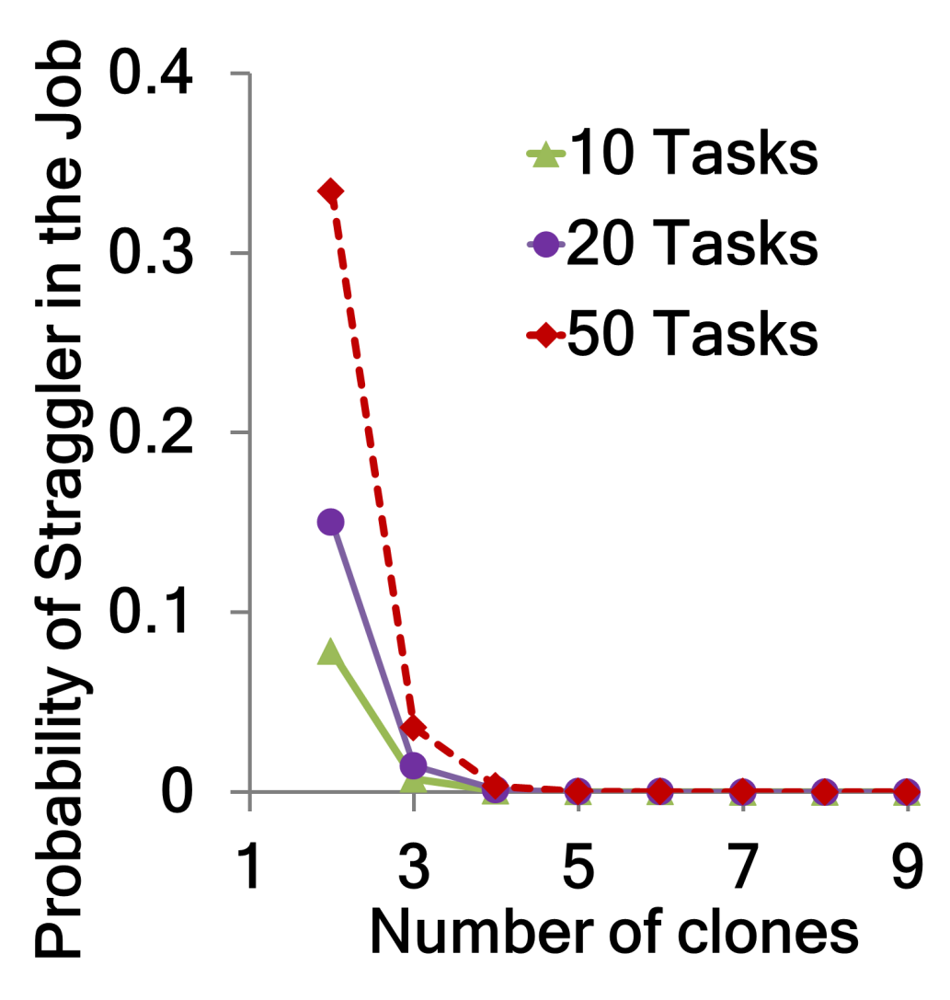 Probability of Straggler in the Job
0.4
0.3
0.2
0.1
0
10 Tasks
20 Tasks
50 Tasks
1 3 5 7 9
Number of clones